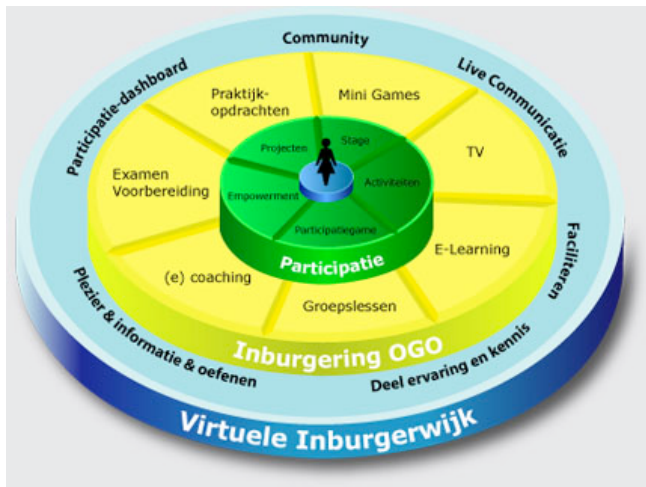 Community
Participatie-dashboard
Live Communicatie
Praktijk-
opdrachten
Mini Games
TV
Projecten
Stage
Examen
Voorbereiding
Empowerment
Activiteiten
Participatiegame
Faciliteren
E-Learning
Participatie
(e) coaching
Groepslessen
Plezier & informatie & oefenen
Inburgering OGO
Deel ervaring en kennis
Virtuele Inburgerwijk